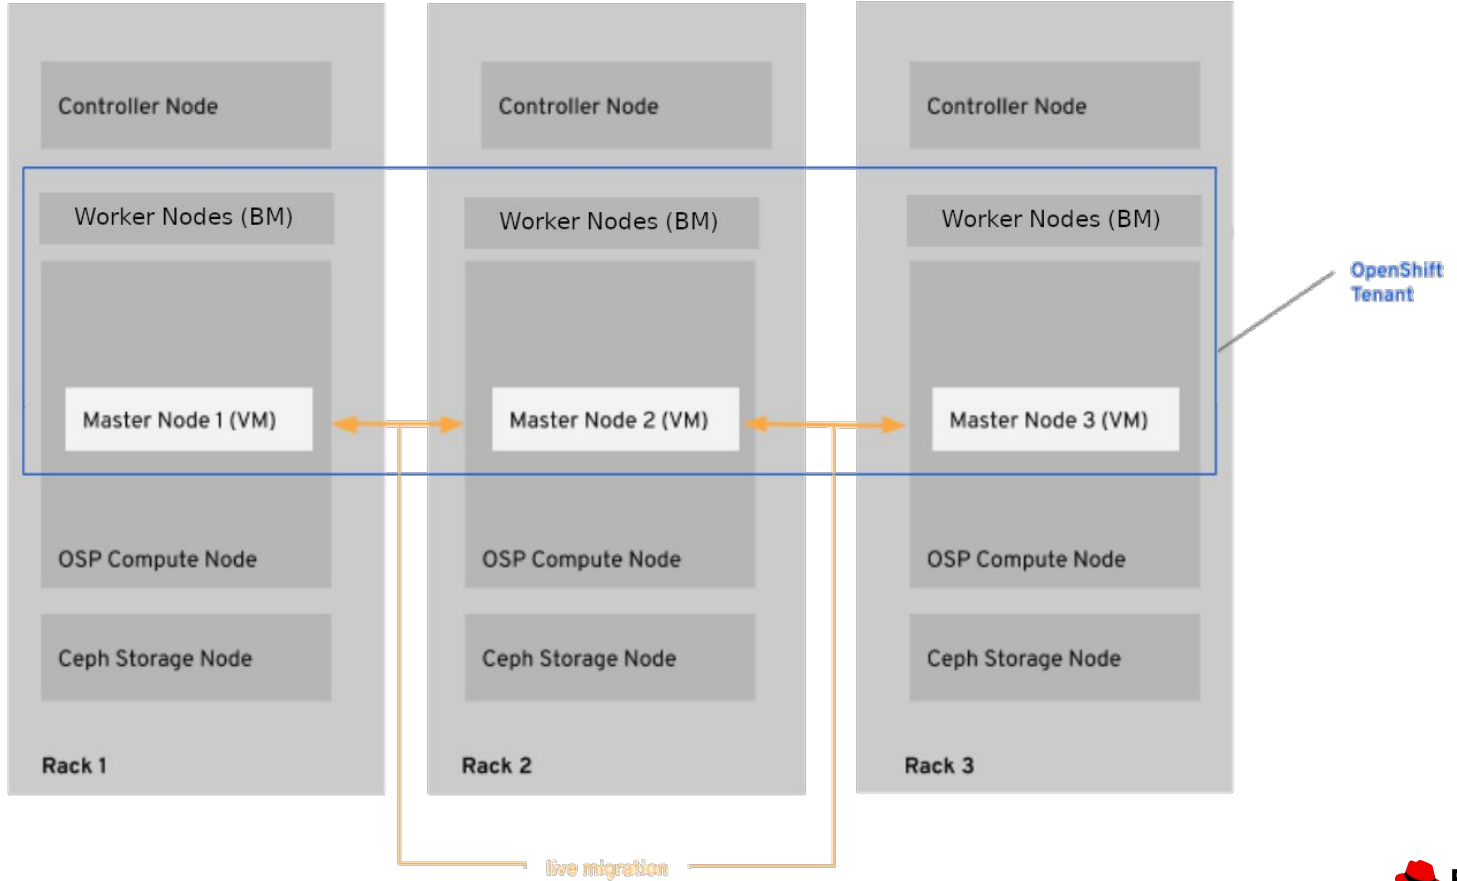 Controller Node
Controller Node
Controller Node
Worker Nodes (BM)
Worker Nodes (BM)
Worker Nodes (BM)
OpenShift
Tenant
Master Node 1 (VM)
Master Node 2 (VM)
Master Node 3 (VM)
OSP Compute Node
OSP Compute Node
OSP Compute Node
Ceph Storage Node
Ceph Storage Node
Ceph Storage Node
Rack 1
Rack 2
Rack 3
live migration